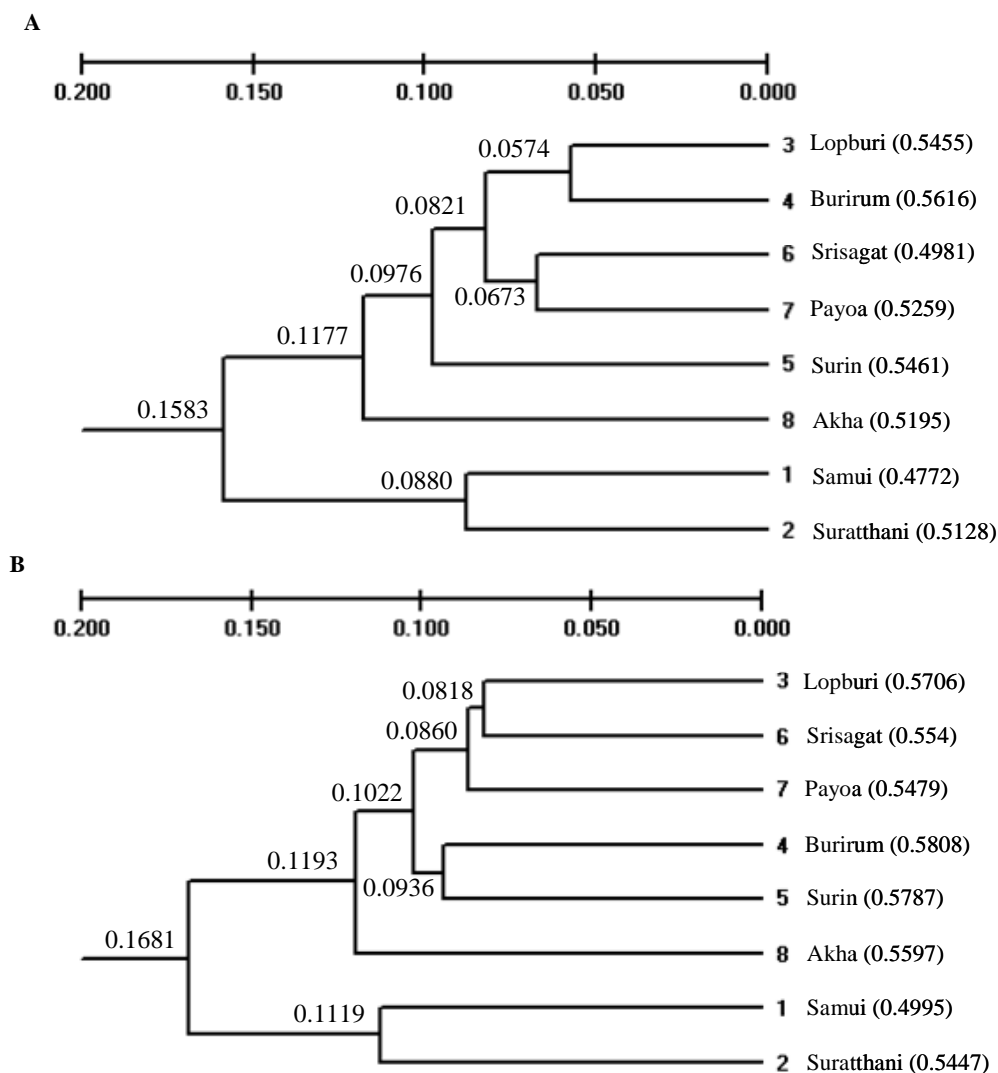 A
0.200 0.150 0.100 0.050 0.000
0.0574
3 Lopburi (0.5455)
4 Burirum (0.5616)
0.0821
6 Srisagat (0.4981)
0.0976
0.0673
7 Payoa (0.5259)
0.1177
5 Surin (0.5461)
0.1583
8 Akha (0.5195)
0.0880
1 Samui (0.4772)
2 Suratthani (0.5128)
B
0.200 0.150 0.100 0.050 0.000
0.0818
3 Lopburi (0.5706)
0.0860
6 Srisagat (0.554)
0.1022
7 Payoa (0.5479)
0.1193
4 Burirum (0.5808)
0.0936
5 Surin (0.5787)
0.1681
8 Akha (0.5597)
0.1119
1 Samui (0.4995)
2 Suratthani (0.5447)